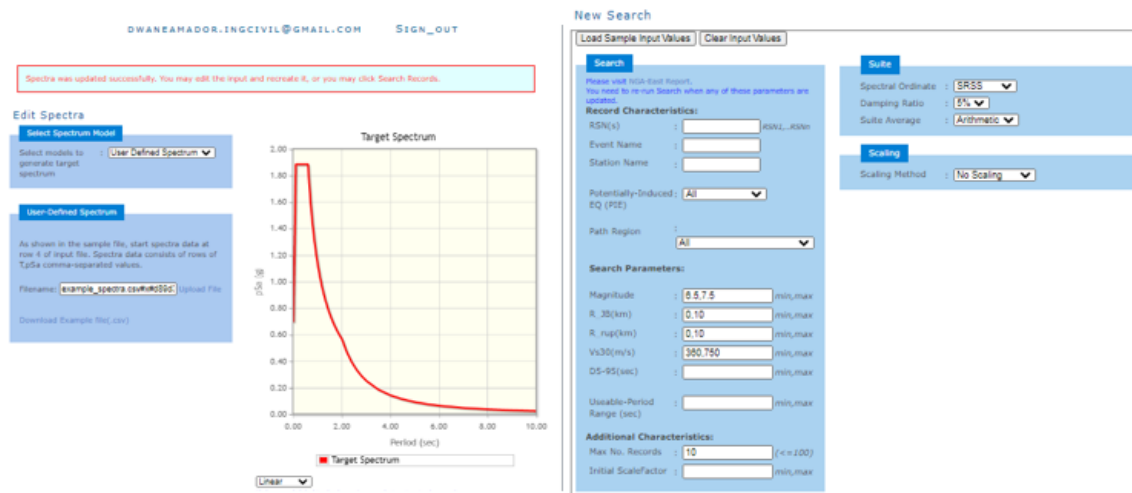 DWANEAMADOR.INGCIVIL@GMAIL.COM SIGN_OUT
Spectra was updated successfully. You may edit the input and recreate it, or you may click Search Records.
Edit Spectra
Select Spectrum Model
Select models to generate target spectrum : User Defined Spectrum
User-Defined Spectrum
As shown in the sample file, start spectra data at
row 4 of input file. Spectra data consists of rows of
T,pSa comma-separated values.
Filename: Upload File
Download Example file(.csv)
Target Spectrum
2.00
1.80
1.60
1.40
1.20
1.00
0.80
0.60
0.40
0.20
0.00
pSa (g)
0.00 2.00 4.00 6.00 8.00 10.00
Period (sec)
Target Spectrum
Linear
New Search
Load Sample Input Values Clear Input Values
Search
Please visit NGA-East Report.
You need to re-run Search when any of these parameters are
updated.
Record Characteristics:
RSN(s) : RSN1,..RSNn
Event Name :
Station Name :
Potentially-Induced : All
EQ (PIE)
Path Region :
All
Search Parameters:
Magnitude : 6.5,7.5 min,max
R_JB(km) : 0,10 min,max
R_rup(km) : 0,10 min,max
Vs30(m/s) : 360,750 min,max
D5-95(sec) : min,max
Useable-Period : min,max
Range (sec)
Additional Characteristics:
Max No. Records : 10 (<=100)
Initial ScaleFactor : min,max
Suite
Spectral Ordinate : SRSS
Damping Ratio : 5%
Suite Average : Arithmetic
Scaling
Scaling Method : No Scaling